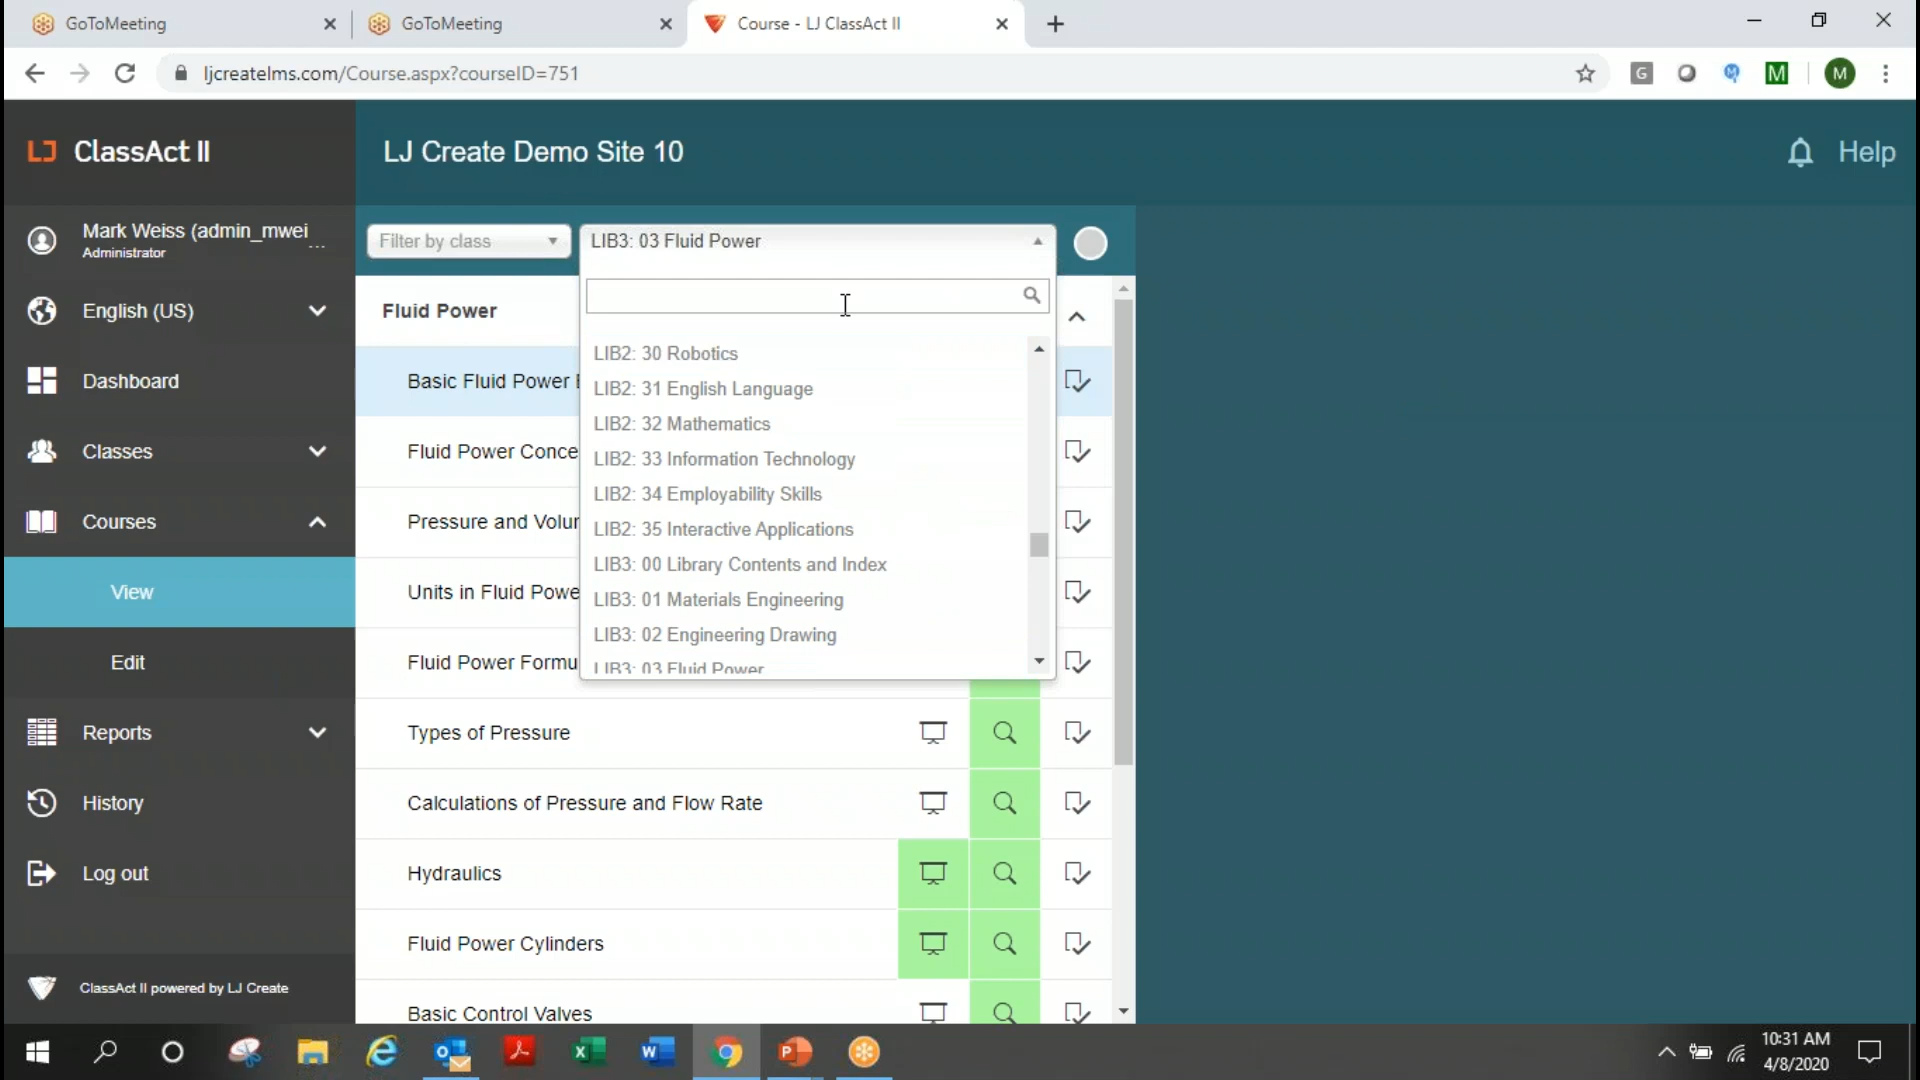 GoToMeeting
GoToMeeting
Course - LJ ClassAct II
ljcreatelms.com/Course.aspx?courseID=751
G
M
M
LJ ClassAct II
LJ Create Demo Site 10
Help
Mark Weiss (admin_mwei
...
Administrator
English (US)
Dashboard
Classes
Courses
View
Edit
Reports
History
Log out
ClassAct II powered by LJ Create
Filter by class
LIB3: 03 Fluid Power
Fluid Power
Basic Fluid Power
Fluid Power Conce
Pressure and Volu
Units in Fluid Powe
Fluid Power Formu
Types of Pressure
Calculations of Pressure and Flow Rate
Hydraulics
Fluid Power Cylinders
Basic Control Valves
LIB2: 30 Robotics
LIB2: 31 English Language
LIB2: 32 Mathematics
LIB2: 33 Information Technology
LIB2: 34 Employability Skills
LIB2: 35 Interactive Applications
LIB3: 00 Library Contents and Index
LIB3: 01 Materials Engineering
LIB3: 02 Engineering Drawing
LIB3: 03 Fluid Power
10:31 AM
4/8/2020